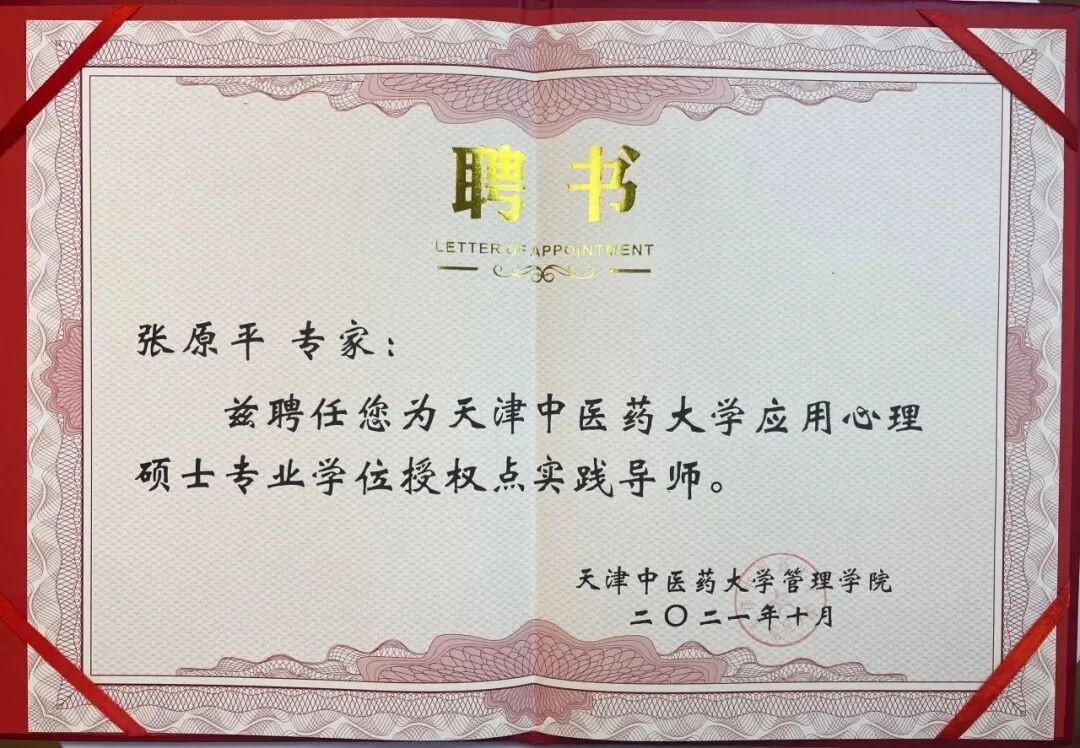 聘书
LETTER OF APPOINTMENT
张原平 专家：
兹聘任您为天津中医药大学应用心理
硕士专业学位授权点实践导师。
天津中医药大学管理学院
二〇二一年十月